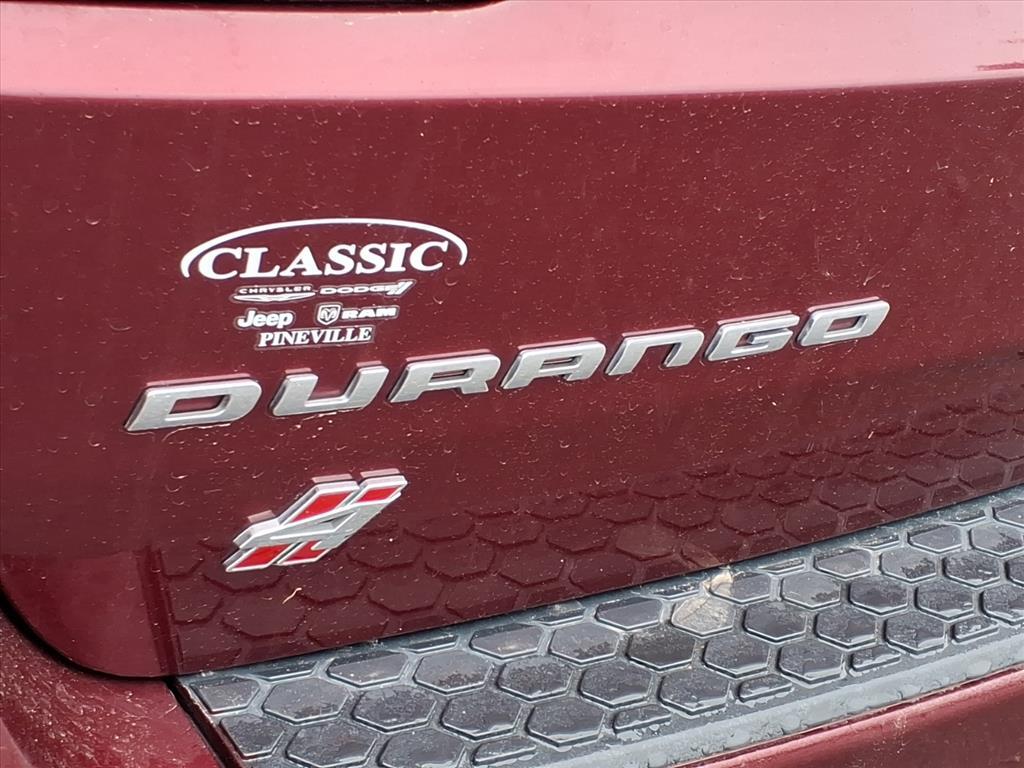 CLASSIC
CHRYSLER DODGE
Jeep RAM
PINEVILLE
DURANGO